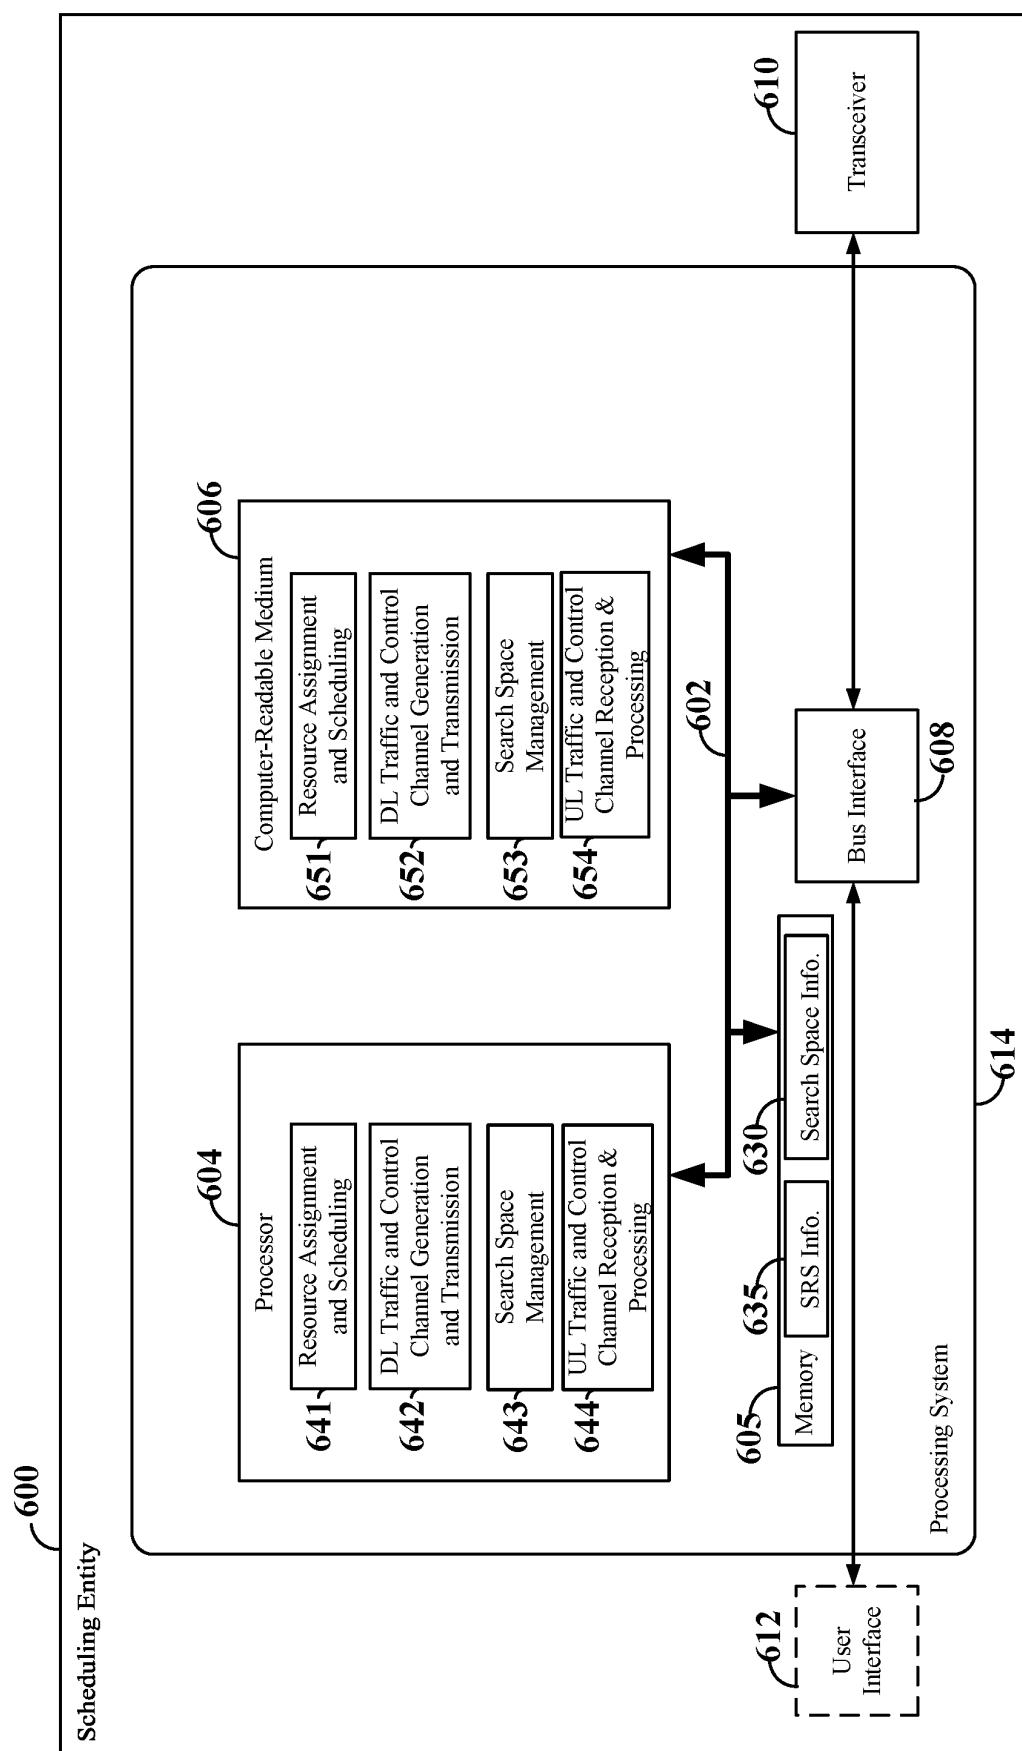 600
Scheduling Entity
604
Processor
641
Resource Assignment
and Scheduling
642
DL Traffic and Control
Channel Generation
and Transmission
643
Search Space
Management
644
UL Traffic and Control
Channel Reception &
Processing
606
Computer-Readable Medium
651
Resource Assignment
and Scheduling
652
DL Traffic and Control
Channel Generation
and Transmission
653
Search Space
Management
654
UL Traffic and Control
Channel Reception &
Processing
602
605
Memory
635
SRS Info.
630
Search Space Info.
612
User
Interface
Bus Interface
608
610
Transceiver
Processing System
614